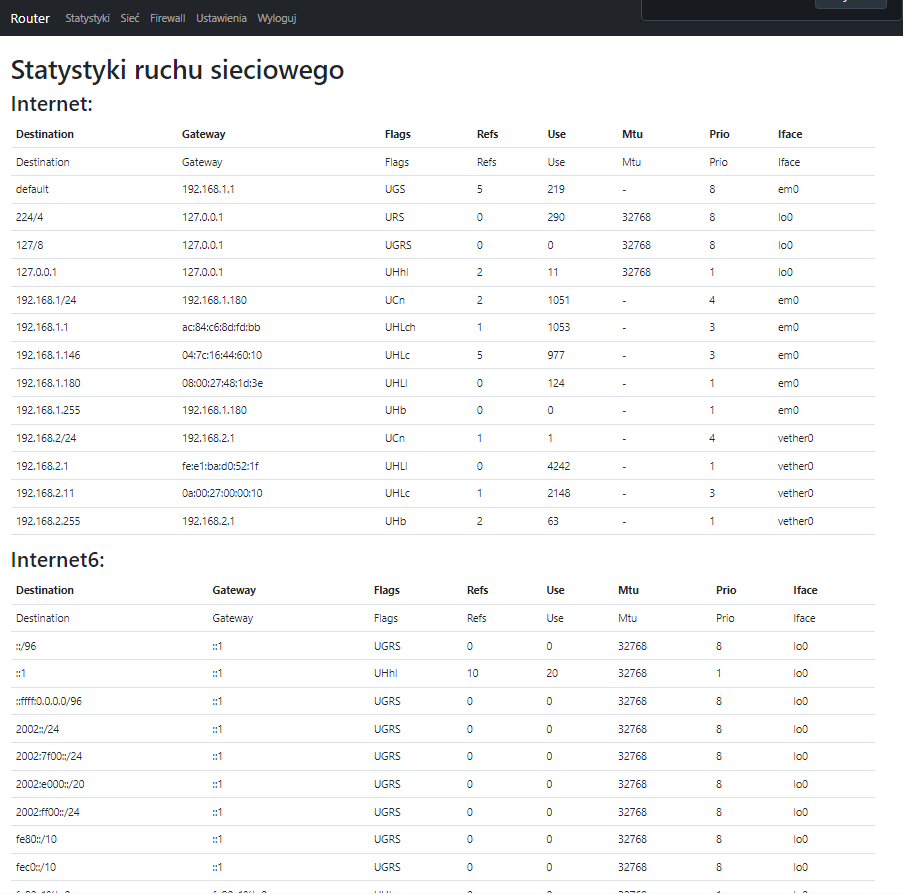 Router Statystyki Sieć Firewall Ustawienia Wyloguj
Statystyki ruchu sieciowego
Internet:
Destination Gateway Flags Refs Use Mtu Prio Iface
Destination Gateway Flags Refs Use Mtu Prio Iface
default 192.168.1.1 UGS 5 219 - 8 em0
224/4 127.0.0.1 URS 0 290 32768 8 lo0
127/8 127.0.0.1 UGRS 0 0 32768 8 lo0
127.0.0.1 127.0.0.1 UHhl 2 11 32768 1 lo0
192.168.1/24 192.168.1.180 UCn 2 1051 - 4 em0
192.168.1.1 ac:84:c6:8d:fd:bb UHLch 1 1053 - 3 em0
192.168.1.146 04:7c:16:44:60:10 UHLc 5 977 - 3 em0
192.168.1.180 08:00:27:48:1d:3e UHLl 0 124 - 1 em0
192.168.1.255 192.168.1.180 UHb 0 0 - 1 em0
192.168.2/24 192.168.2.1 UCn 1 1 - 4 vether0
192.168.2.1 fe:e1:ba:d0:52:1f UHLl 0 4242 - 1 vether0
192.168.2.11 0a:00:27:00:00:10 UHLc 1 2148 - 3 vether0
192.168.2.255 192.168.2.1 UHb 2 63 - 1 vether0
Internet6:
Destination Gateway Flags Refs Use Mtu Prio Iface
Destination Gateway Flags Refs Use Mtu Prio Iface
::/96 ::1 UGRS 0 0 32768 8 lo0
::1 ::1 UHhl 10 20 32768 1 lo0
::ffff:0.0.0.0/96 ::1 UGRS 0 0 32768 8 lo0
2002::/24 ::1 UGRS 0 0 32768 8 lo0
2002:7f00::/24 ::1 UGRS 0 0 32768 8 lo0
2002:e000::/20 ::1 UGRS 0 0 32768 8 lo0
2002:ff00::/24 ::1 UGRS 0 0 32768 8 lo0
fe80::/10 ::1 UGRS 0 0 32768 8 lo0
fec0::/10 ::1 UGRS 0 0 32768 8 lo0